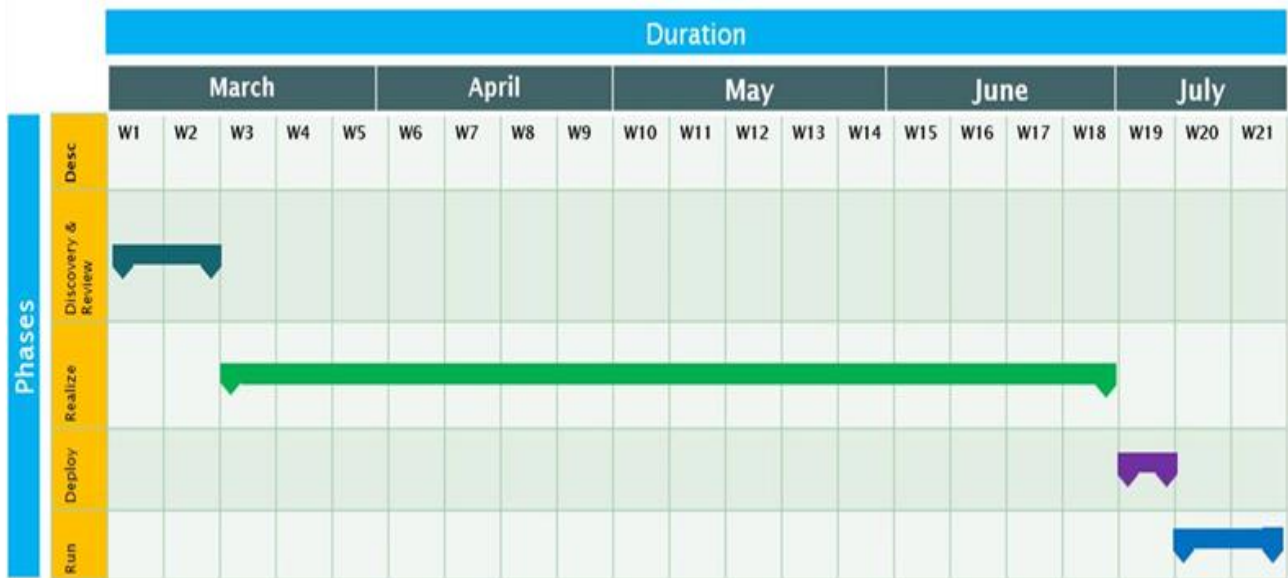 Duration
March April May June July
Phases
Desc W1 W2 W3 W4 W5 W6 W7 W8 W9 W10 W11 W12 W13 W14 W15 W16 W17 W18 W19 W20 W21
Discovery &
Review
Realize
Deploy
Run